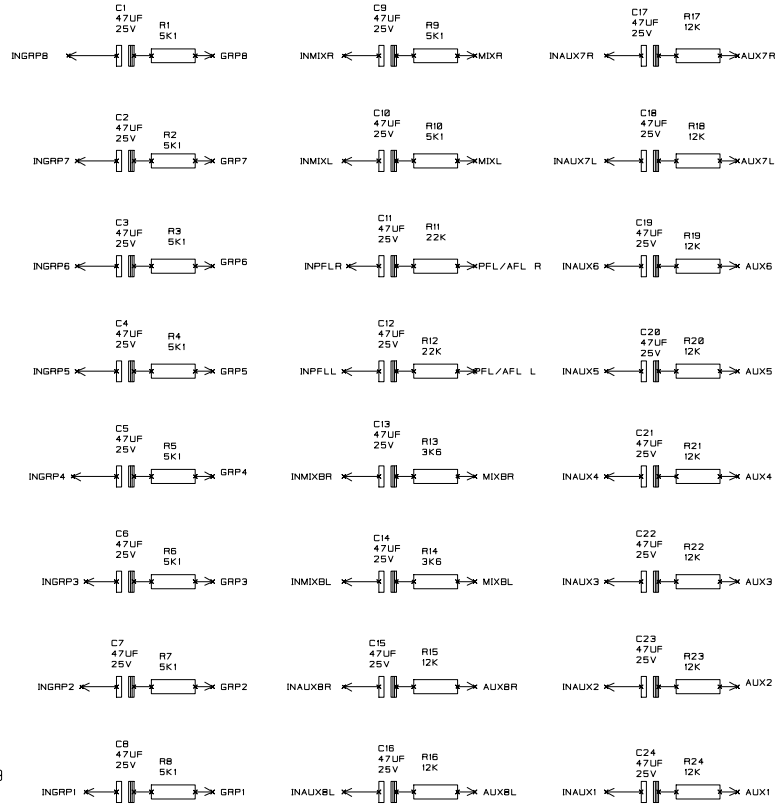 C1
47UF
25V
R1
5K1
INGRP8
GRP8
C9
47UF
25V
R9
5K1
INMIXR
MIXR
C17
47UF
25V
R17
12K
INAUX7R
AUX7R
C2
47UF
25V
R2
5K1
INGRP7
GRP7
C10
47UF
25V
R10
5K1
INMIXL
MIXL
C18
47UF
25V
R18
12K
INAUX7L
AUX7L
C3
47UF
25V
R3
5K1
INGRP6
GRP6
C11
47UF
25V
R11
22K
INPFLR
PFL/AFL R
C19
47UF
25V
R19
12K
INAUX6
AUX6
C4
47UF
25V
R4
5K1
INGRP5
GRP5
C12
47UF
25V
R12
22K
INPFLL
PFL/AFL L
C20
47UF
25V
R20
12K
INAUX5
AUX5
C5
47UF
25V
R5
5K1
INGRP4
GRP4
C13
47UF
25V
R13
3K6
INMIXBR
MIXBR
C21
47UF
25V
R21
12K
INAUX4
AUX4
C6
47UF
25V
R6
5K1
INGRP3
GRP3
C14
47UF
25V
R14
3K6
INMIXBL
MIXBL
C22
47UF
25V
R22
12K
INAUX3
AUX3
C7
47UF
25V
R7
5K1
INGRP2
GRP2
C15
47UF
25V
R15
12K
INAUX8R
AUX8R
C23
47UF
25V
R23
12K
INAUX2
AUX2
C8
47UF
25V
R8
5K1
INGRP1
GRP1
C16
47UF
25V
R16
12K
INAUX8L
AUX8L
C24
47UF
25V
R24
12K
INAUX1
AUX1